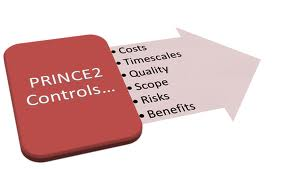 PRINCE2
Controls...
• Costs
• Timescales
• Quality
• Scope
• Risks
• Benefits